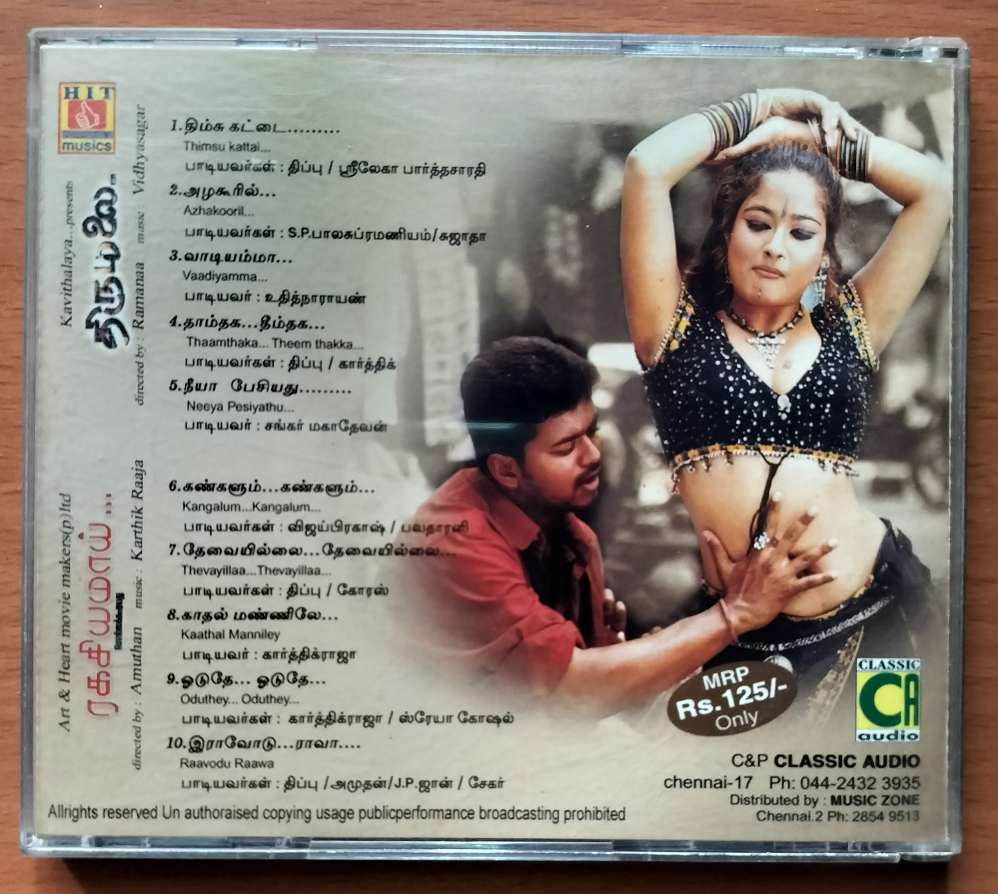 HIT
musics
Kavithalaya...presents
திருமலை..
directed by : Ramanaa music : Vidhyasagar
1.திம்சு கட்டை.........
Thimsu kattai...
பாடியவர்கள் : திப்பு / ஸ்ரீலேகா பார்த்தசாரதி
2.அழகூரில்...
Azhakooril...
பாடியவர்கள் : S.P.பாலசுப்ரமணியம்/சுஜாதா
3.வாடியம்மா...
Vaadiyamma...
பாடியவர் : உதித்நாராயண்
4.தாம்தக...தீம்தக...
Thaamthaka... Theem thakka...
பாடியவர்கள் : திப்பு / கார்த்திக்
5.நீயா பேசியது.........
Neeya Pesiyathu...
பாடியவர் : சங்கர் மகாதேவன்
Art & Heart movie makers(p)ltd
ரகசியமாய்...
directed by : Amuthan music : Karthik Raaja
6.கண்களும்...கண்களும்...
Kangalum...Kangalum...
பாடியவர்கள் : விஜய்பிரகாஷ் / பவதாரணி
7.தேவையில்லை...தேவையில்லை...
Thevayillaa...Thevayillaa...
பாடியவர்கள் : திப்பு / கோரஸ்
8.காதல் மண்ணிலே...
Kaathal Manniley
பாடியவர் : கார்த்திக்ராஜா
9.ஓடுதே... ஓடுதே...
Oduthey... Oduthey...
பாடியவர்கள் : கார்த்திக்ராஜா / ஸ்ரேயா கோஷல்
10.இராவோடு...ராவா....
Raavodu Raawa
பாடியவர்கள் : திப்பு /அமுதன்/J.P.ஜான் / சேகர்
MRP
Rs.125/-
Only
CLASSIC
CA
audio
C&P CLASSIC AUDIO
chennai-17 Ph: 044-2432 3935
Distributed by : MUSIC ZONE
Chennai.2 Ph: 2854 9513
Allrights reserved Un authoraised copying usage publicperformance broadcasting prohibited